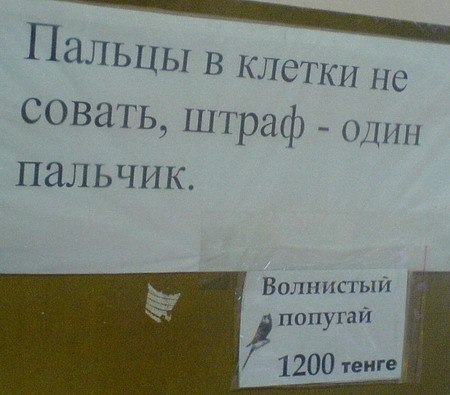 Пальцы в клетки не
совать, штраф - один
пальчик.
Волнистый
попугай
1200 тенге